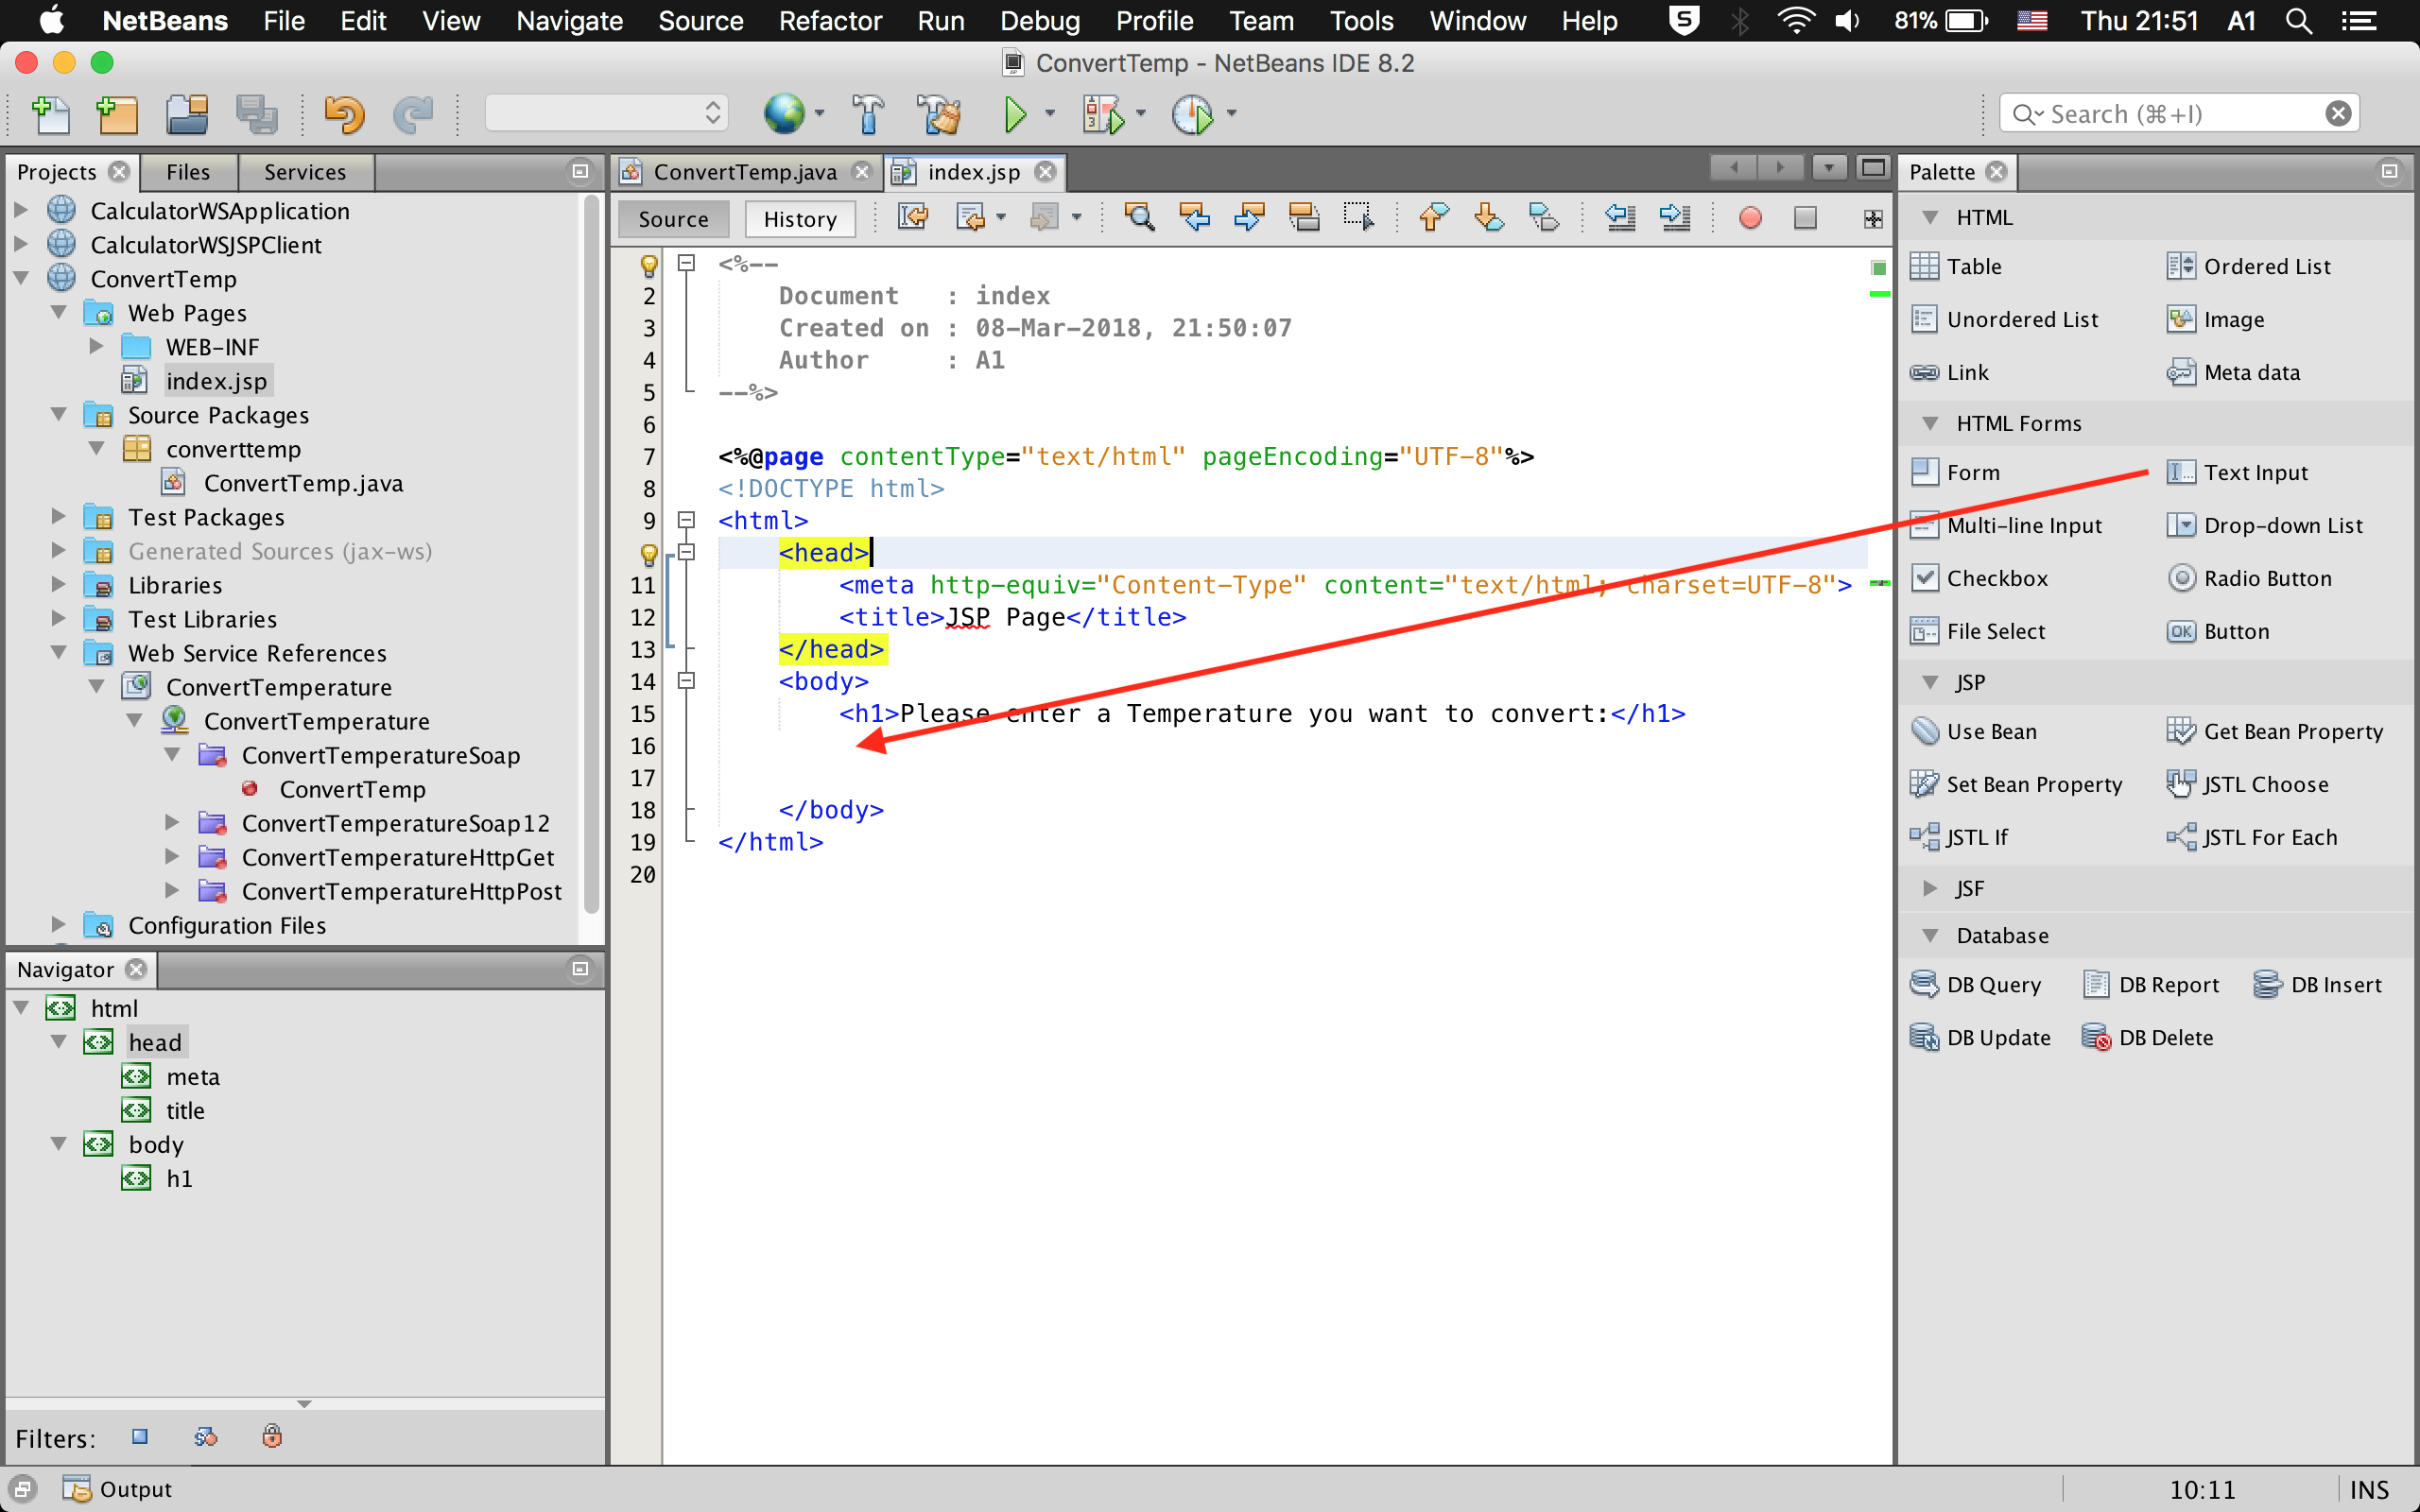 NetBeans File Edit View Navigate Source Refactor Run Debug Profile Team Tools Window Help S 81% Thu 21:51 A1
ConvertTemp - NetBeans IDE 8.2
Search (⌘+I)
Projects Files Services
CalculatorWSApplication
CalculatorWSJSPClient
ConvertTemp
Web Pages
WEB-INF
index.jsp
Source Packages
converttemp
ConvertTemp.java
Test Packages
Generated Sources (jax-ws)
Libraries
Test Libraries
Web Service References
ConvertTemperature
ConvertTemperature
ConvertTemperatureSoap
ConvertTemp
ConvertTemperatureSoap12
ConvertTemperatureHttpGet
ConvertTemperatureHttpPost
Configuration Files
Navigator
html
head
meta
title
body
h1
Filters:
ConvertTemp.java index.jsp
Source History
<%--
2 Document : index
3 Created on : 08-Mar-2018, 21:50:07
4 Author : A1
5 --%>
6
7 <%@page contentType="text/html" pageEncoding="UTF-8"%>
8 <!DOCTYPE html>
9 <html>
<head>
11 <meta http-equiv="Content-Type" content="text/html; charset=UTF-8">
12 <title>JSP Page</title>
13 </head>
14 <body>
15 <h1>Please enter a Temperature you want to convert:</h1>
16
17
18 </body>
19 </html>
20
Palette
HTML
Table Ordered List
Unordered List Image
Link Meta data
HTML Forms
Form Text Input
Multi-line Input Drop-down List
Checkbox Radio Button
File Select OK Button
JSP
Use Bean Get Bean Property
Set Bean Property JSTL Choose
JSTL If JSTL For Each
JSF
Database
DB Query DB Report DB Insert
DB Update DB Delete
Output
10:11 INS